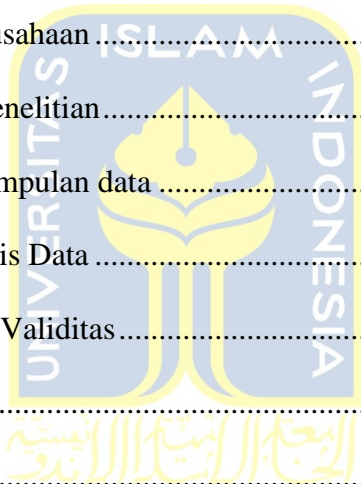 usahaan ........................................
enelitian.......................................
mpulan data ................................
is Data ........................................
Validitas....................................
...................................................
...................................................
ISLAM
UNIVERSITAS
INDONESIA